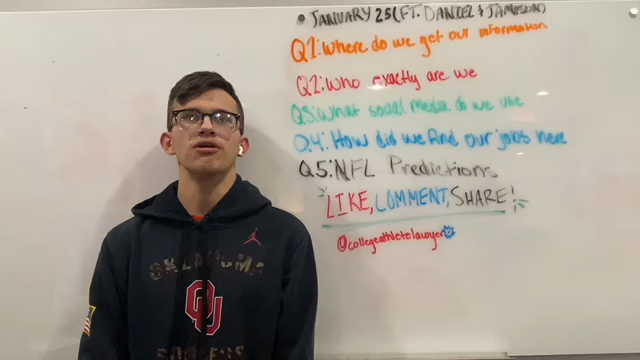 JANUARY 25 (FT. DANIEL & JAMESON)
Q1: Where do we get our information
Q2: Who exactly are we
Q3: What social media do we use
Q4: How did we find our jobs here
Q5: NFL Predictions
LIKE, COMMENT, SHARE!
@collegeathletelawyer
OKLAHOMA
OU
SOONERS